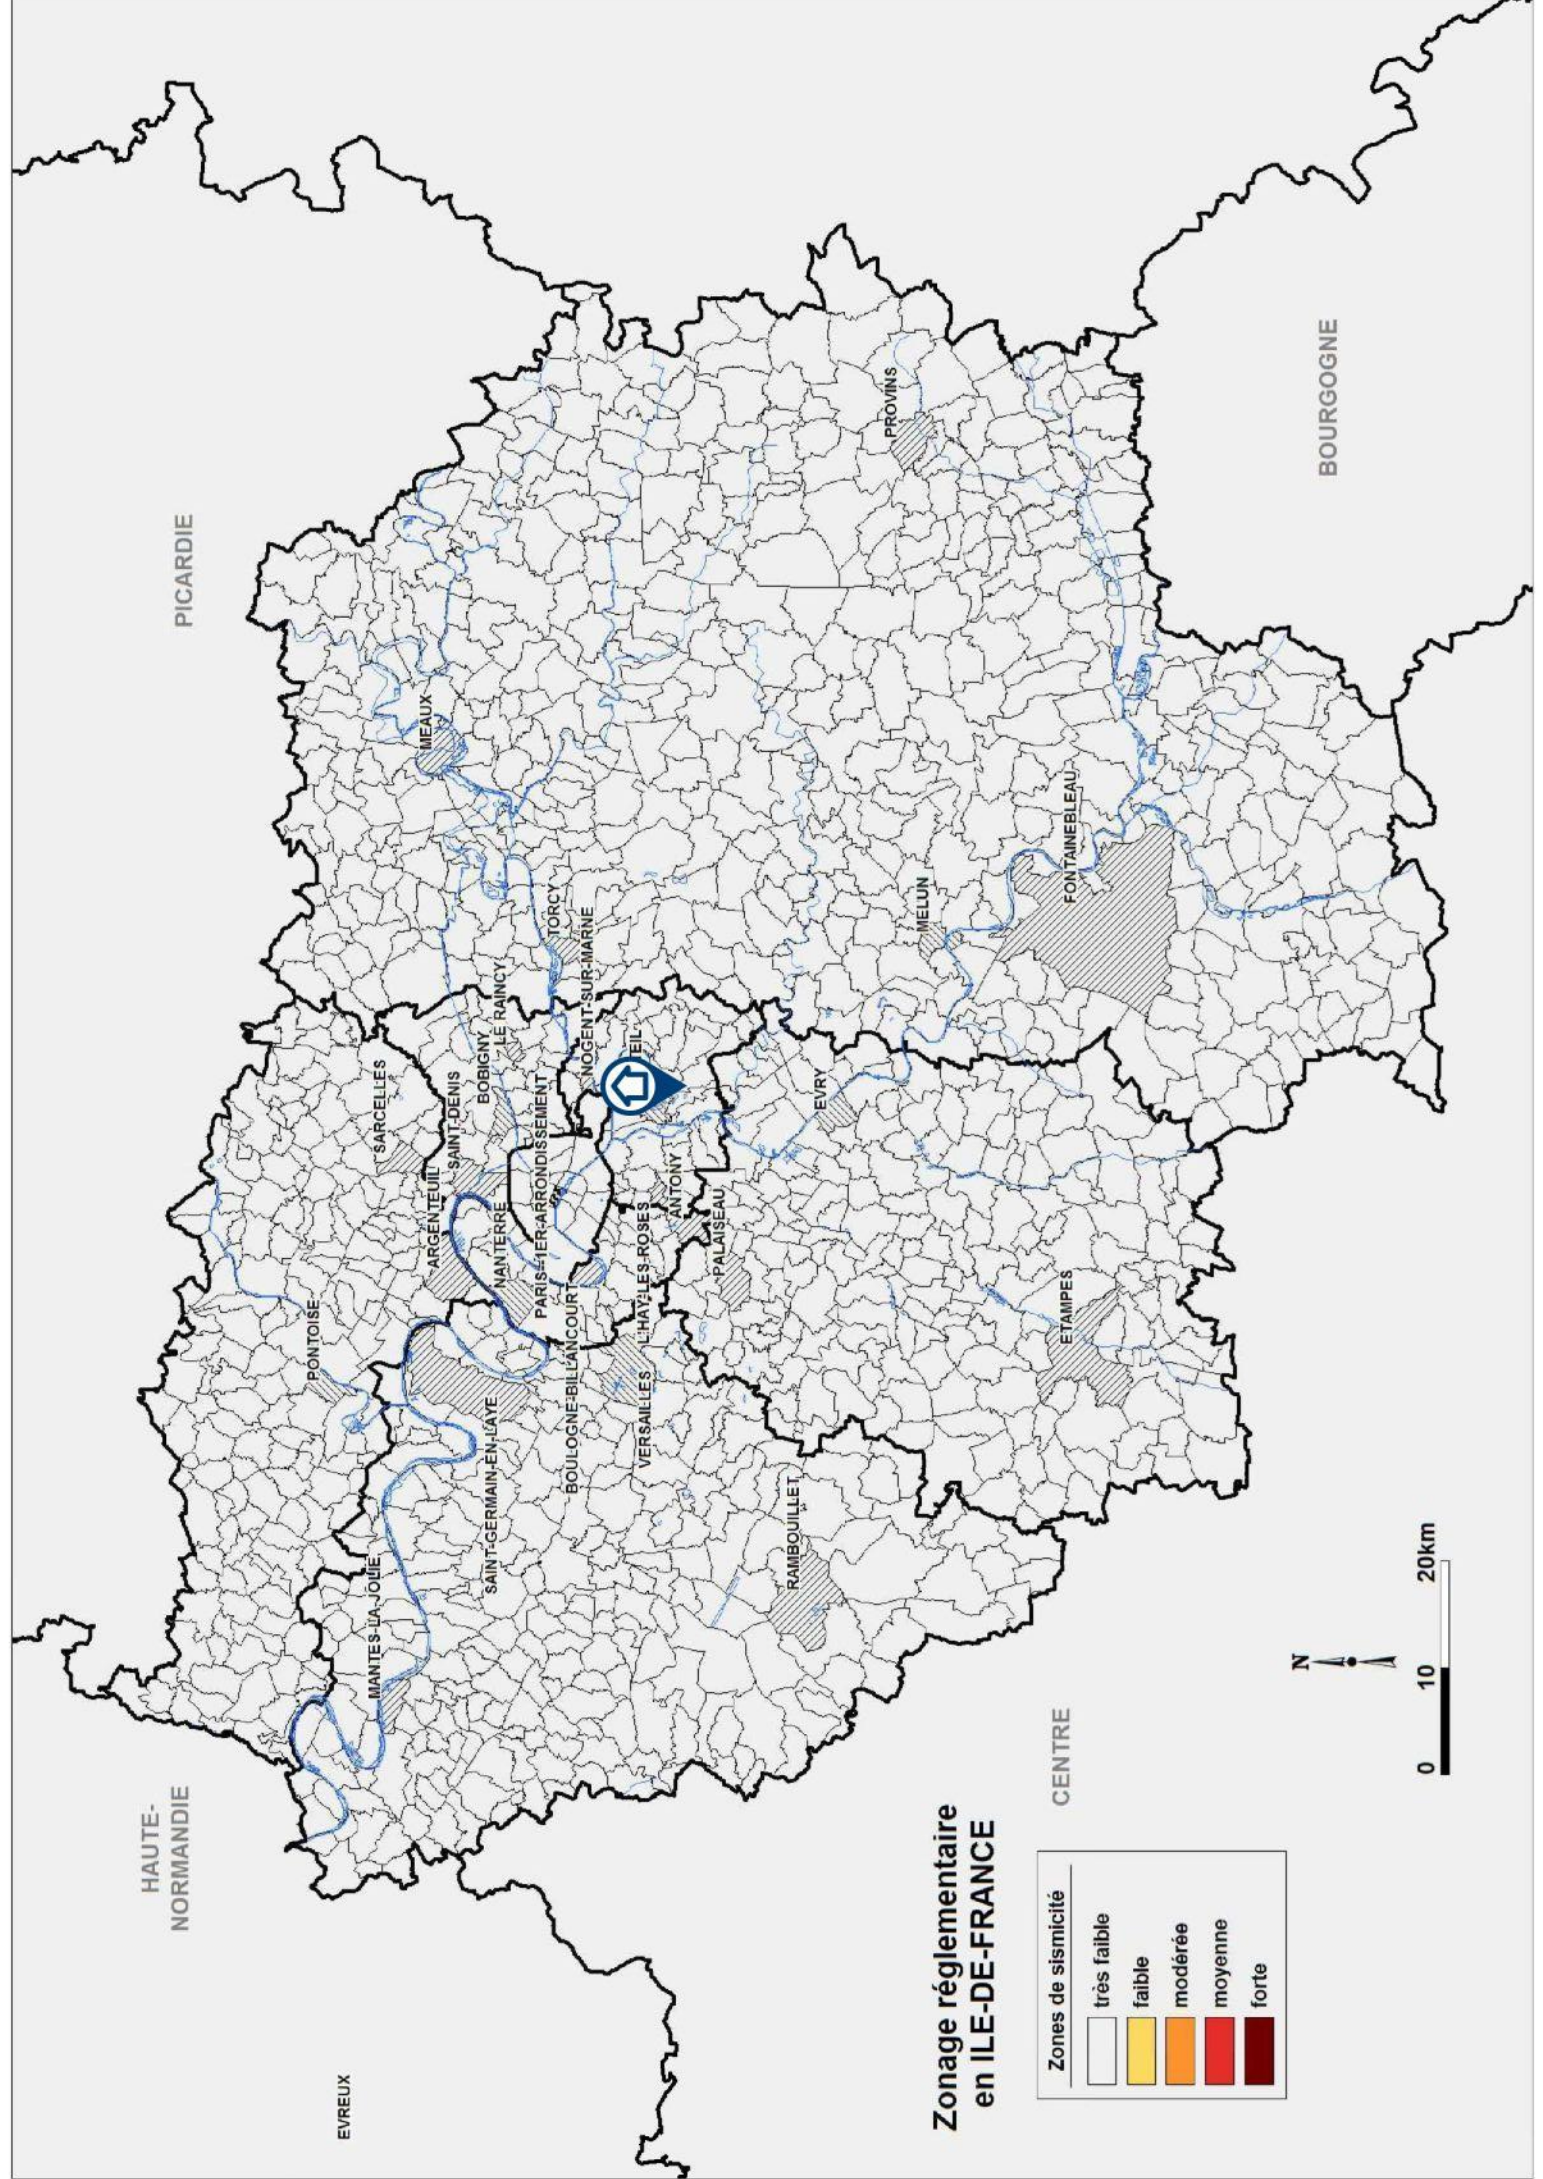 HAUTE-
NORMANDIE
PICARDIE
EVREUX
MANTES-LA-JOLIE
PONTOISE
SARCELLES
MEAUX
ARGENTEUIL
SAINT-DENIS
BOBIGNY
LE RAINCY
SAINT-GERMAIN-EN-LAYE
NANTERRE
PARIS-1ER-ARRONDISSEMENT
TORCY
BOULOGNE-BILLANCOURT
NOGENT-SUR-MARNE
VERSAILLES
L'HAY-LES-ROSES
EIL
ANTONY
PALAISEAU
RAMBOUILLET
EVRY
PROVINS
MELUN
ETAMPES
FONTAINEBLEAU
CENTRE
BOURGOGNE
Zonage réglementaire
en ILE-DE-FRANCE
Zones de sismicité
très faible
faible
modérée
moyenne
forte
N
0 10 20km